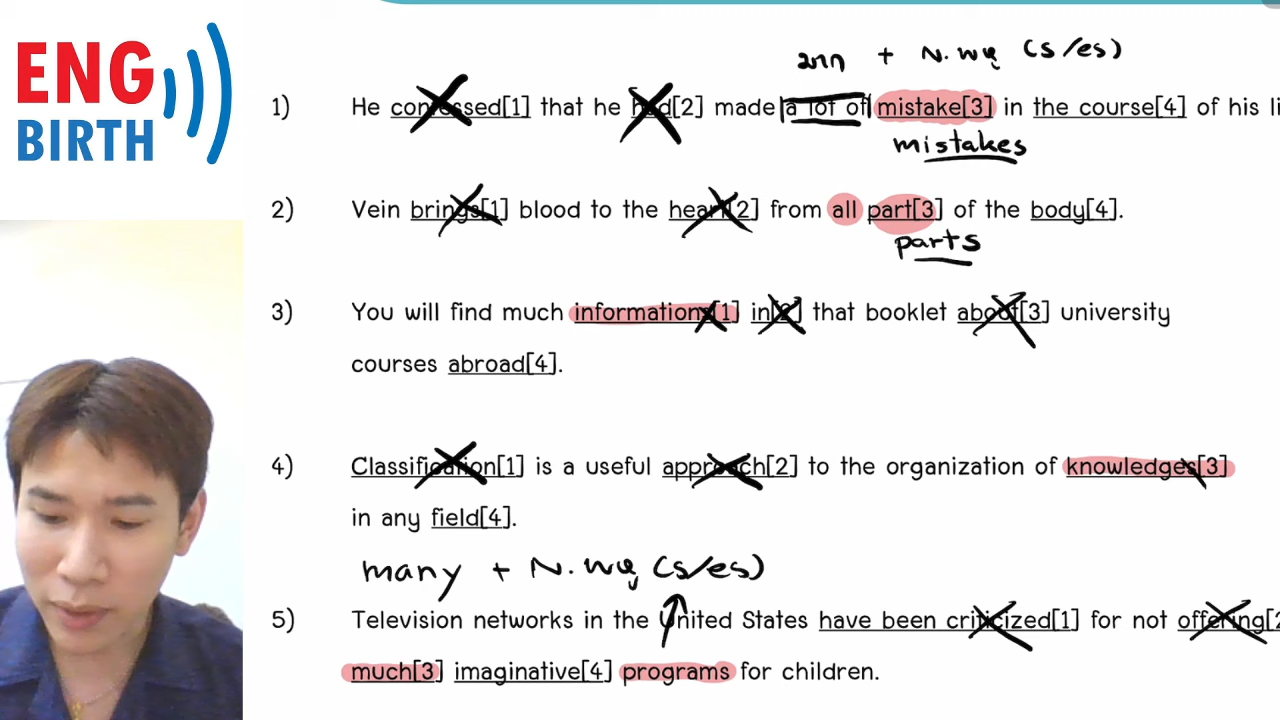 ENG
BIRTH
มาก + N.พจู (s/es)
1) He confessed[1] that he had[2] made a lot of mistake[3] in the course[4] of his li
mistakes
2) Vein brings[1] blood to the heart[2] from all part[3] of the body[4].
parts
3) You will find much informations[1] in[2] that booklet about[3] university
courses abroad[4].
4) Classification[1] is a useful approach[2] to the organization of knowledges[3]
in any field[4].
many + N.พจู (s/es)
5) Television networks in the United States have been criticized[1] for not offering[2
much[3] imaginative[4] programs for children.